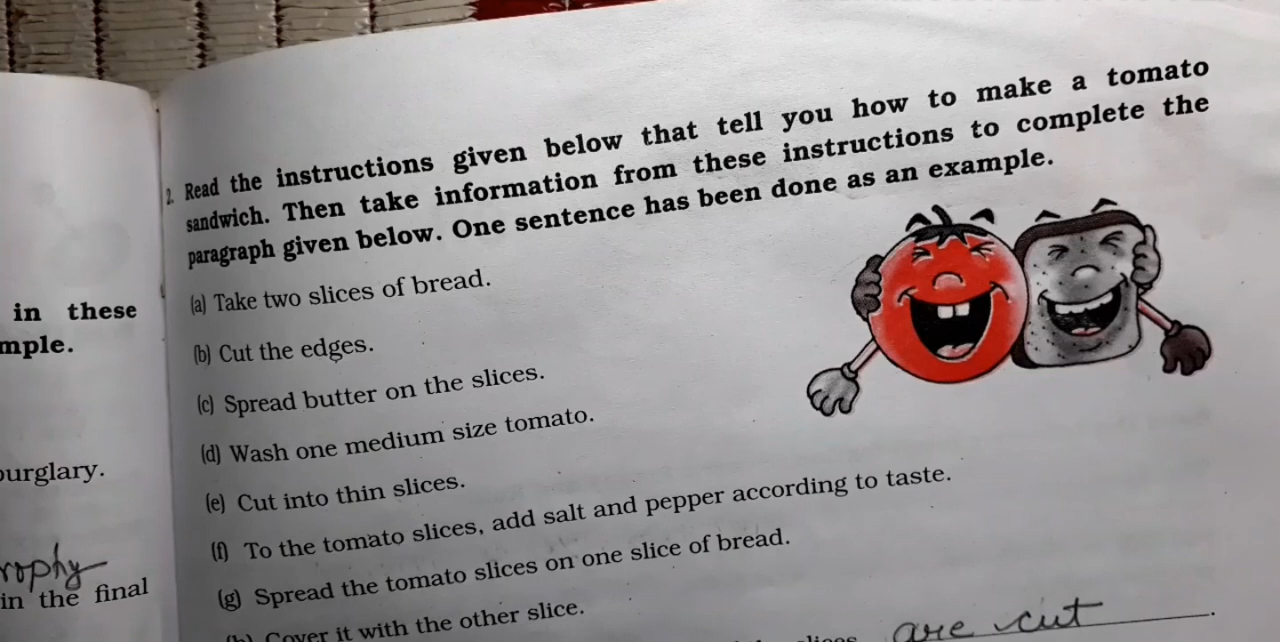 in these
mple.
ourglary.
rophy
in the final
2. Read the instructions given below that tell you how to make a tomato
sandwich. Then take information from these instructions to complete the
paragraph given below. One sentence has been done as an example.
(a) Take two slices of bread.
(b) Cut the edges.
(c) Spread butter on the slices.
(d) Wash one medium size tomato.
(e) Cut into thin slices.
(f) To the tomato slices, add salt and pepper according to taste.
(g) Spread the tomato slices on one slice of bread.
(h) Cover it with the other slice.
slices are cut.